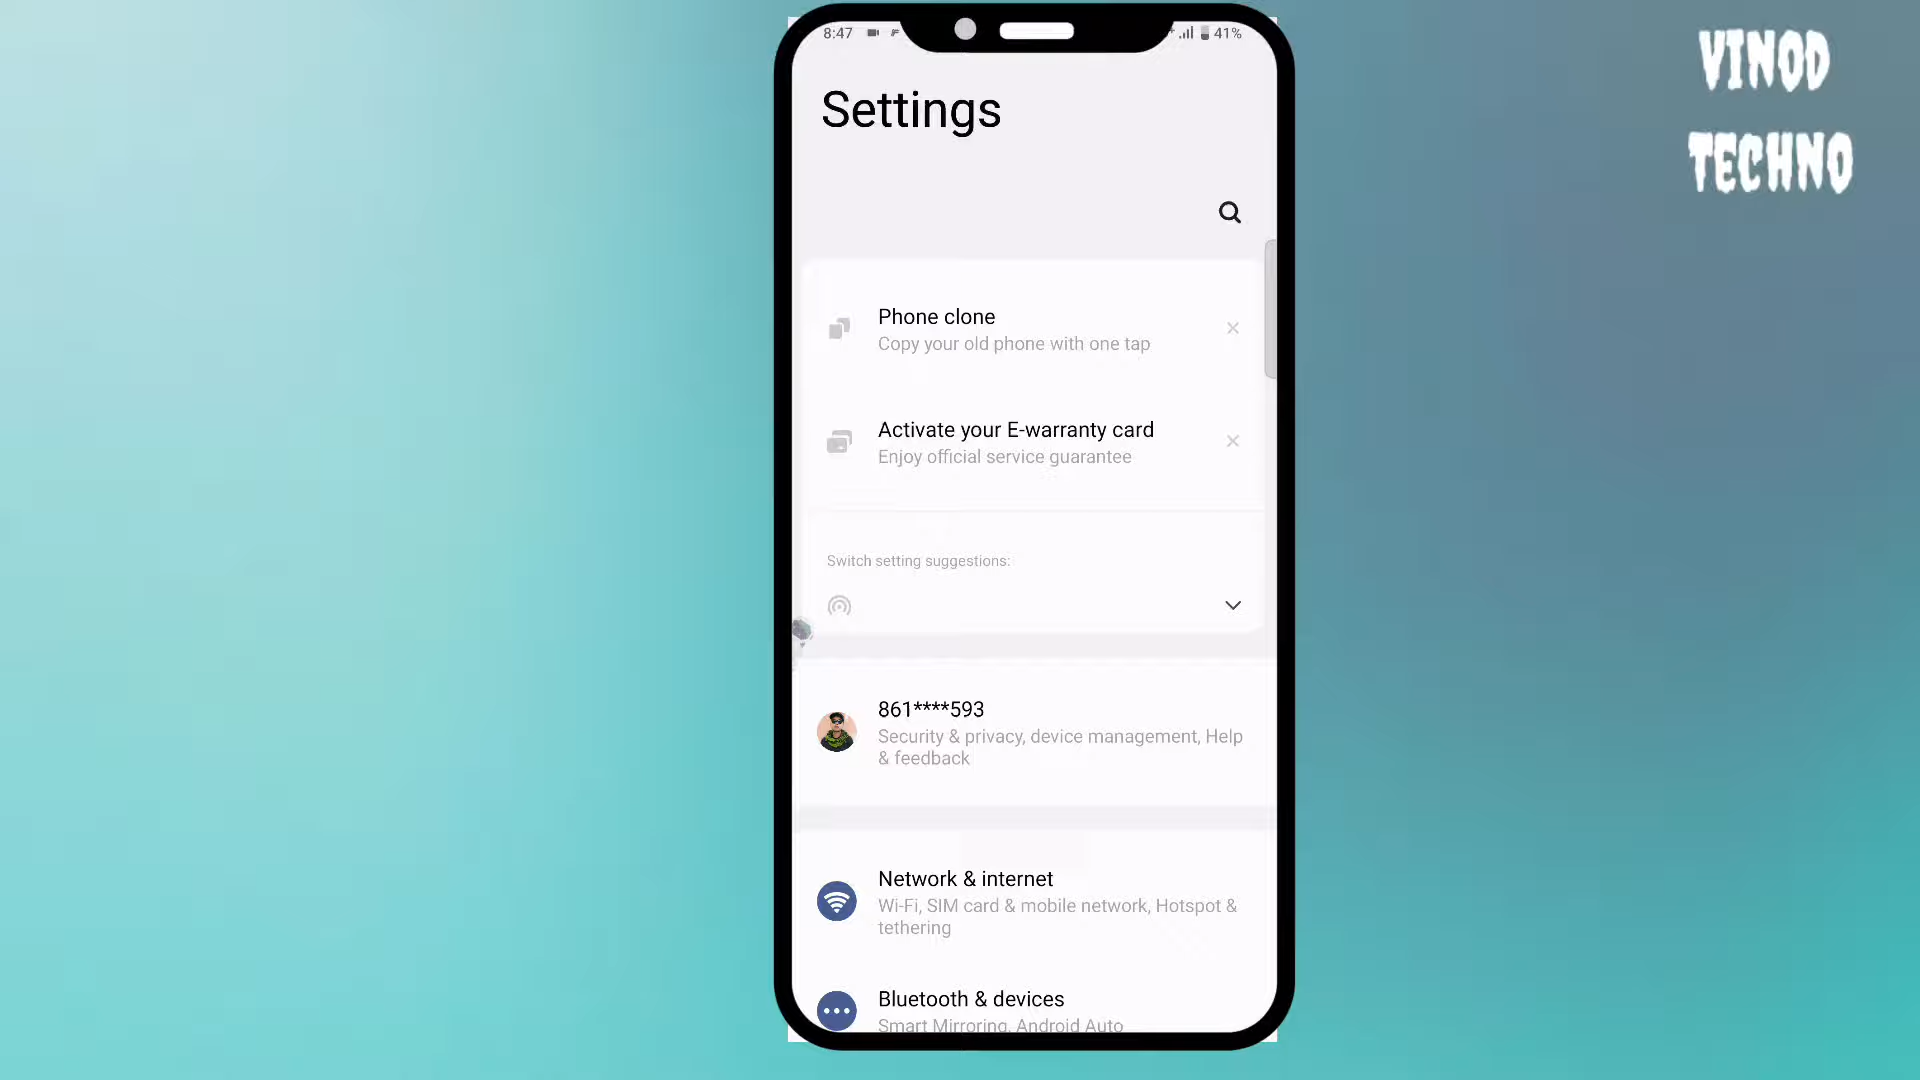 8:47
41%
VINOD
TECHNO
Settings
Phone clone
Copy your old phone with one tap
Activate your E-warranty card
Enjoy official service guarantee
Switch setting suggestions:
861****593
Security & privacy, device management, Help
& feedback
Network & internet
Wi-Fi, SIM card & mobile network, Hotspot &
tethering
Bluetooth & devices
Smart Mirroring, Android Auto